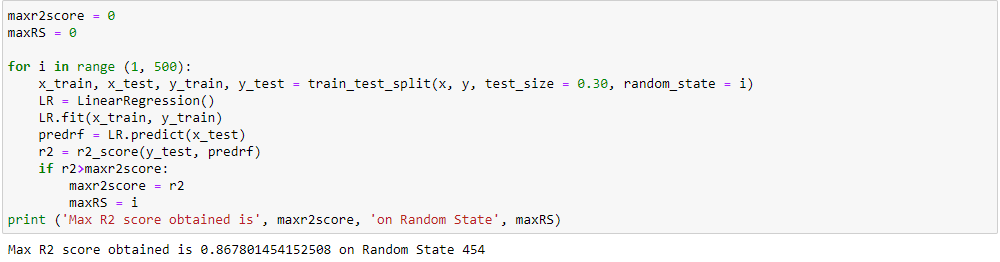 maxr2score = 0
maxRS = 0
for i in range (1, 500):
    x_train, x_test, y_train, y_test = train_test_split(x, y, test_size = 0.30, random_state = i)
    LR = LinearRegression()
    LR.fit(x_train, y_train)
    predrf = LR.predict(x_test)
    r2 = r2_score(y_test, predrf)
    if r2>maxr2score:
        maxr2score = r2
        maxRS = i
print ('Max R2 score obtained is', maxr2score, 'on Random State', maxRS)
Max R2 score obtained is 0.867801454152508 on Random State 454